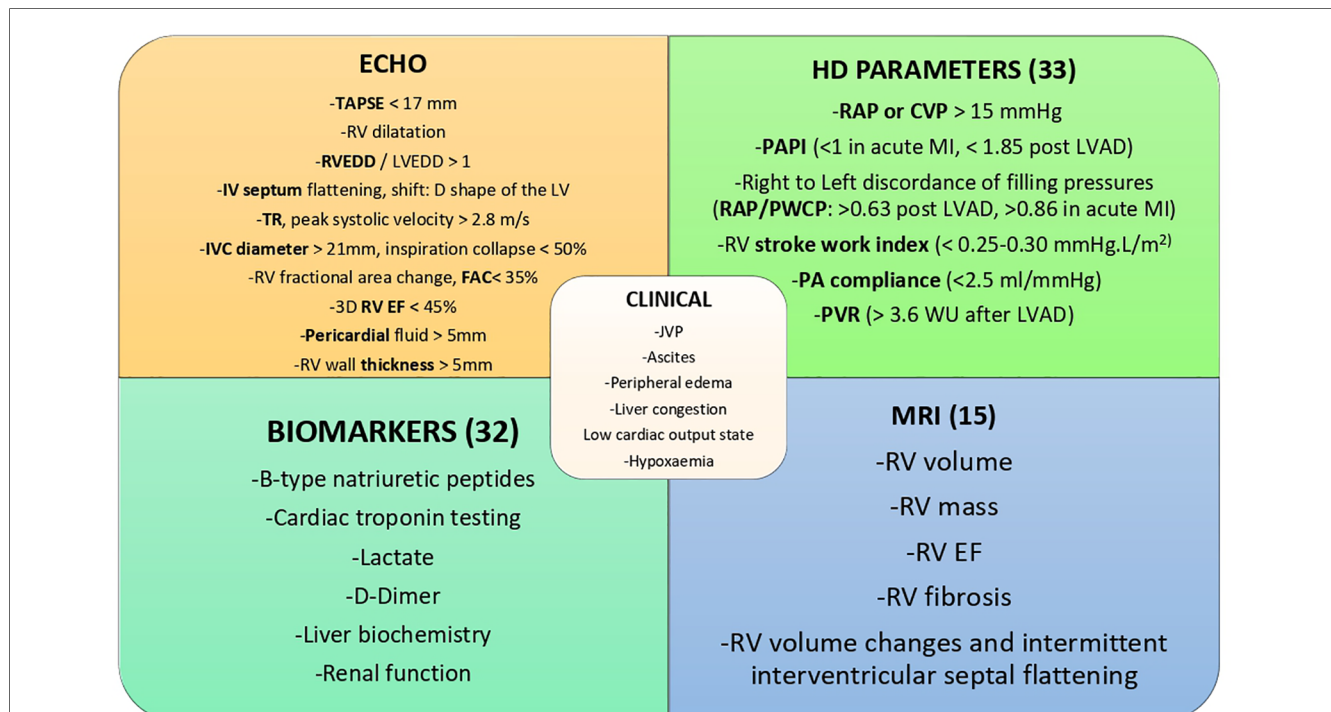 ECHO
-TAPSE < 17 mm
-RV dilatation
-RVEDD / LVEDD > 1
-IV septum flattening, shift: D shape of the LV
-TR, peak systolic velocity > 2.8 m/s
-IVC diameter > 21mm, inspiration collapse < 50%
-RV fractional area change, FAC< 35%
-3D RV EF < 45%
-Pericardial fluid > 5mm
-RV wall thickness > 5mm
HD PARAMETERS (33)
-RAP or CVP > 15 mmHg
-PAPI (<1 in acute MI, < 1.85 post LVAD)
-Right to Left discordance of filling pressures
(RAP/PWCP: >0.63 post LVAD, >0.86 in acute MI)
-RV stroke work index (< 0.25-0.30 mmHg.L/m²⁾
-PA compliance (<2.5 ml/mmHg)
-PVR (> 3.6 WU after LVAD)
CLINICAL
-JVP
-Ascites
-Peripheral edema
-Liver congestion
Low cardiac output state
-Hypoxaemia
BIOMARKERS (32)
-B-type natriuretic peptides
-Cardiac troponin testing
-Lactate
-D-Dimer
-Liver biochemistry
-Renal function
MRI (15)
-RV volume
-RV mass
-RV EF
-RV fibrosis
-RV volume changes and intermittent
interventricular septal flattening